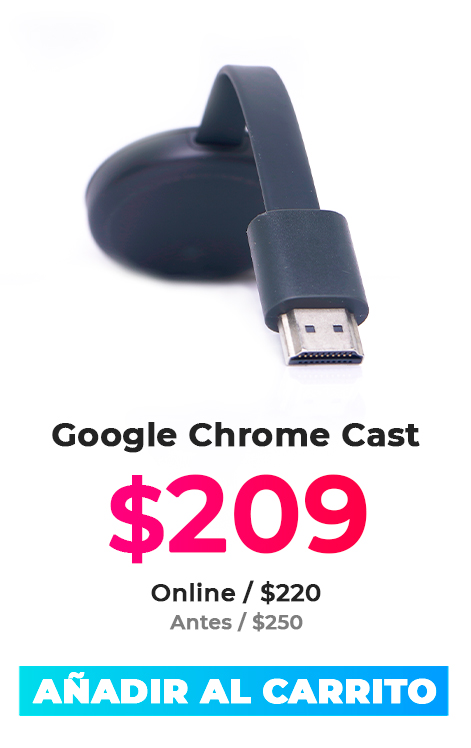 Google Chrome Cast
$209
Online / $220
Antes / $250
AÑADIR AL CARRITO